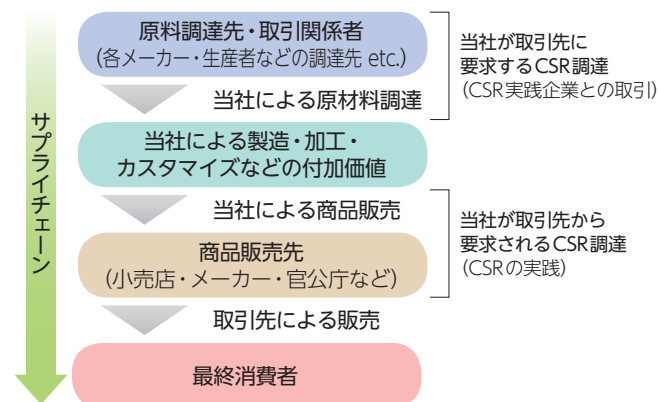 サプライチェーン
原料調達先・取引関係者
(各メーカー・生産者などの調達先 etc.)
当社による原材料調達
当社による製造・加工・
カスタマイズなどの付加価値
当社による商品販売
商品販売先
(小売店・メーカー・官公庁など)
取引先による販売
最終消費者
当社が取引先に
要求するCSR調達
(CSR実践企業との取引)
当社が取引先から
要求されるCSR調達
(CSRの実践)